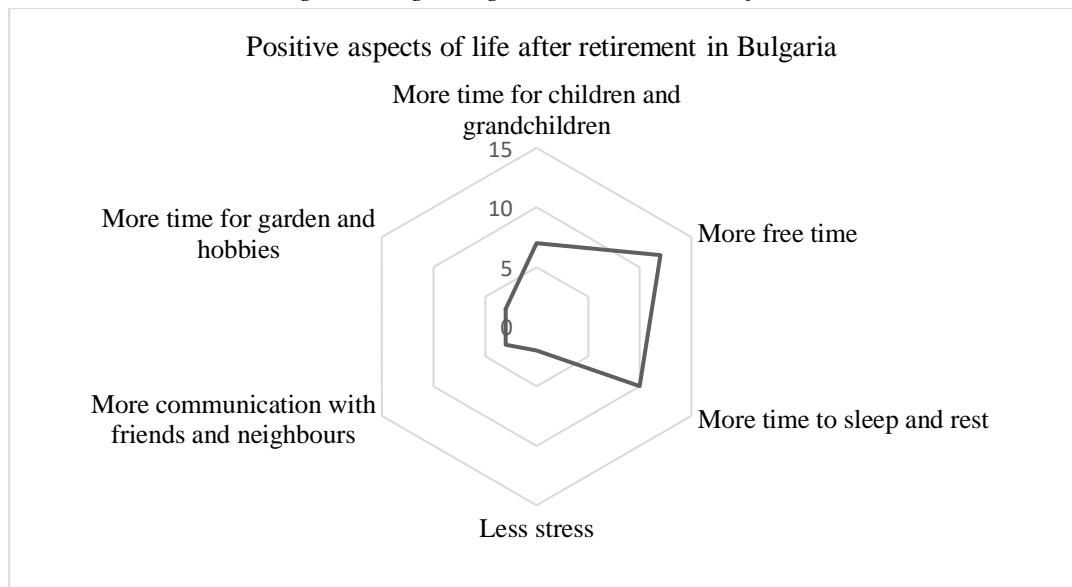 Positive aspects of life after retirement in Bulgaria
More time for children and
grandchildren
15
10
5
0
More free time
More time to sleep and rest
Less stress
More communication with
friends and neighbours
More time for garden and
hobbies